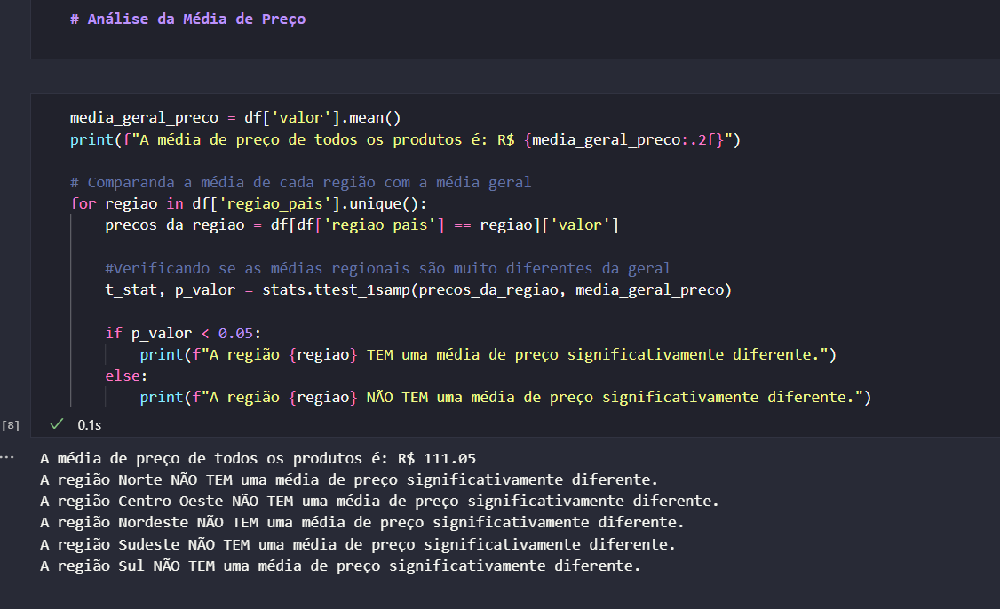 # Análise da Média de Preço
media_geral_preco = df['valor'].mean()
print(f"A média de preço de todos os produtos é: R$ {media_geral_preco:.2f}")
# Comparanda a média de cada região com a média geral
for regiao in df['regiao_pais'].unique():
precos_da_regiao = df[df['regiao_pais'] == regiao]['valor']
#Verificando se as médias regionais são muito diferentes da geral
t_stat, p_valor = stats.ttest_1samp(precos_da_regiao, media_geral_preco)
if p_valor < 0.05:
print(f"A região {regiao} TEM uma média de preço significativamente diferente.")
else:
print(f"A região {regiao} NÃO TEM uma média de preço significativamente diferente.")
[8] ✓ 0.1s
... A média de preço de todos os produtos é: R$ 111.05
A região Norte NÃO TEM uma média de preço significativamente diferente.
A região Centro Oeste NÃO TEM uma média de preço significativamente diferente.
A região Nordeste NÃO TEM uma média de preço significativamente diferente.
A região Sudeste NÃO TEM uma média de preço significativamente diferente.
A região Sul NÃO TEM uma média de preço significativamente diferente.